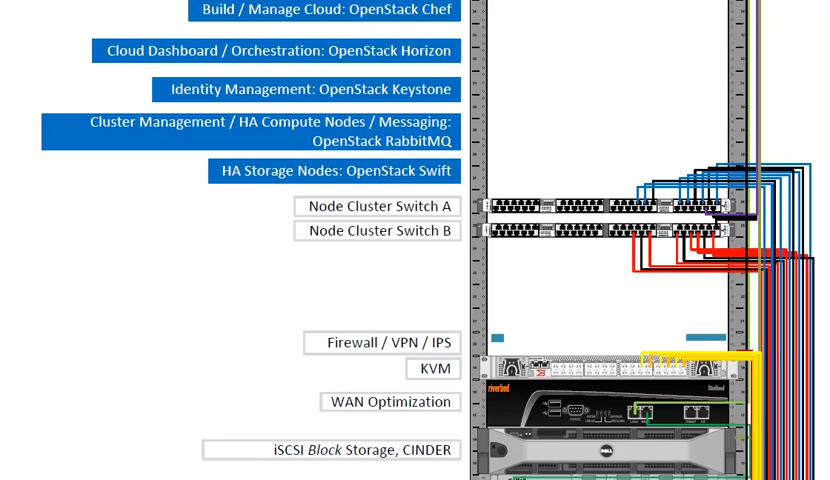 Build / Manage Cloud: OpenStack Chef
Cloud Dashboard / Orchestration: OpenStack Horizon
Identity Management: OpenStack Keystone
Cluster Management / HA Compute Nodes / Messaging:
OpenStack RabbitMQ
HA Storage Nodes: OpenStack Swift
Node Cluster Switch A
Node Cluster Switch B
Firewall / VPN / IPS
KVM
WAN Optimization
riverbed
Steelhead
iSCSI Block Storage, CINDER
DELL